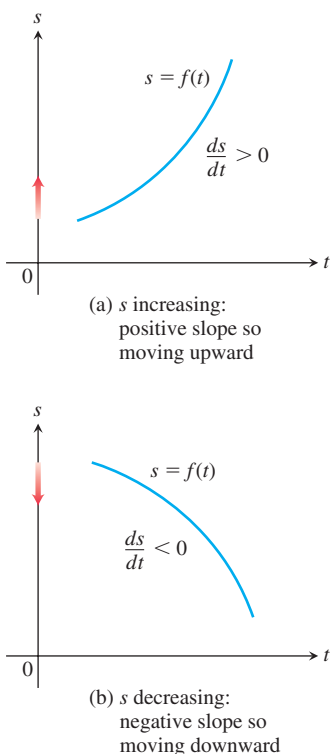 s
s = f(t)
ds/dt > 0
0
t
(a) s increasing:
positive slope so
moving upward
s
s = f(t)
ds/dt < 0
0
t
(b) s decreasing:
negative slope so
moving downward